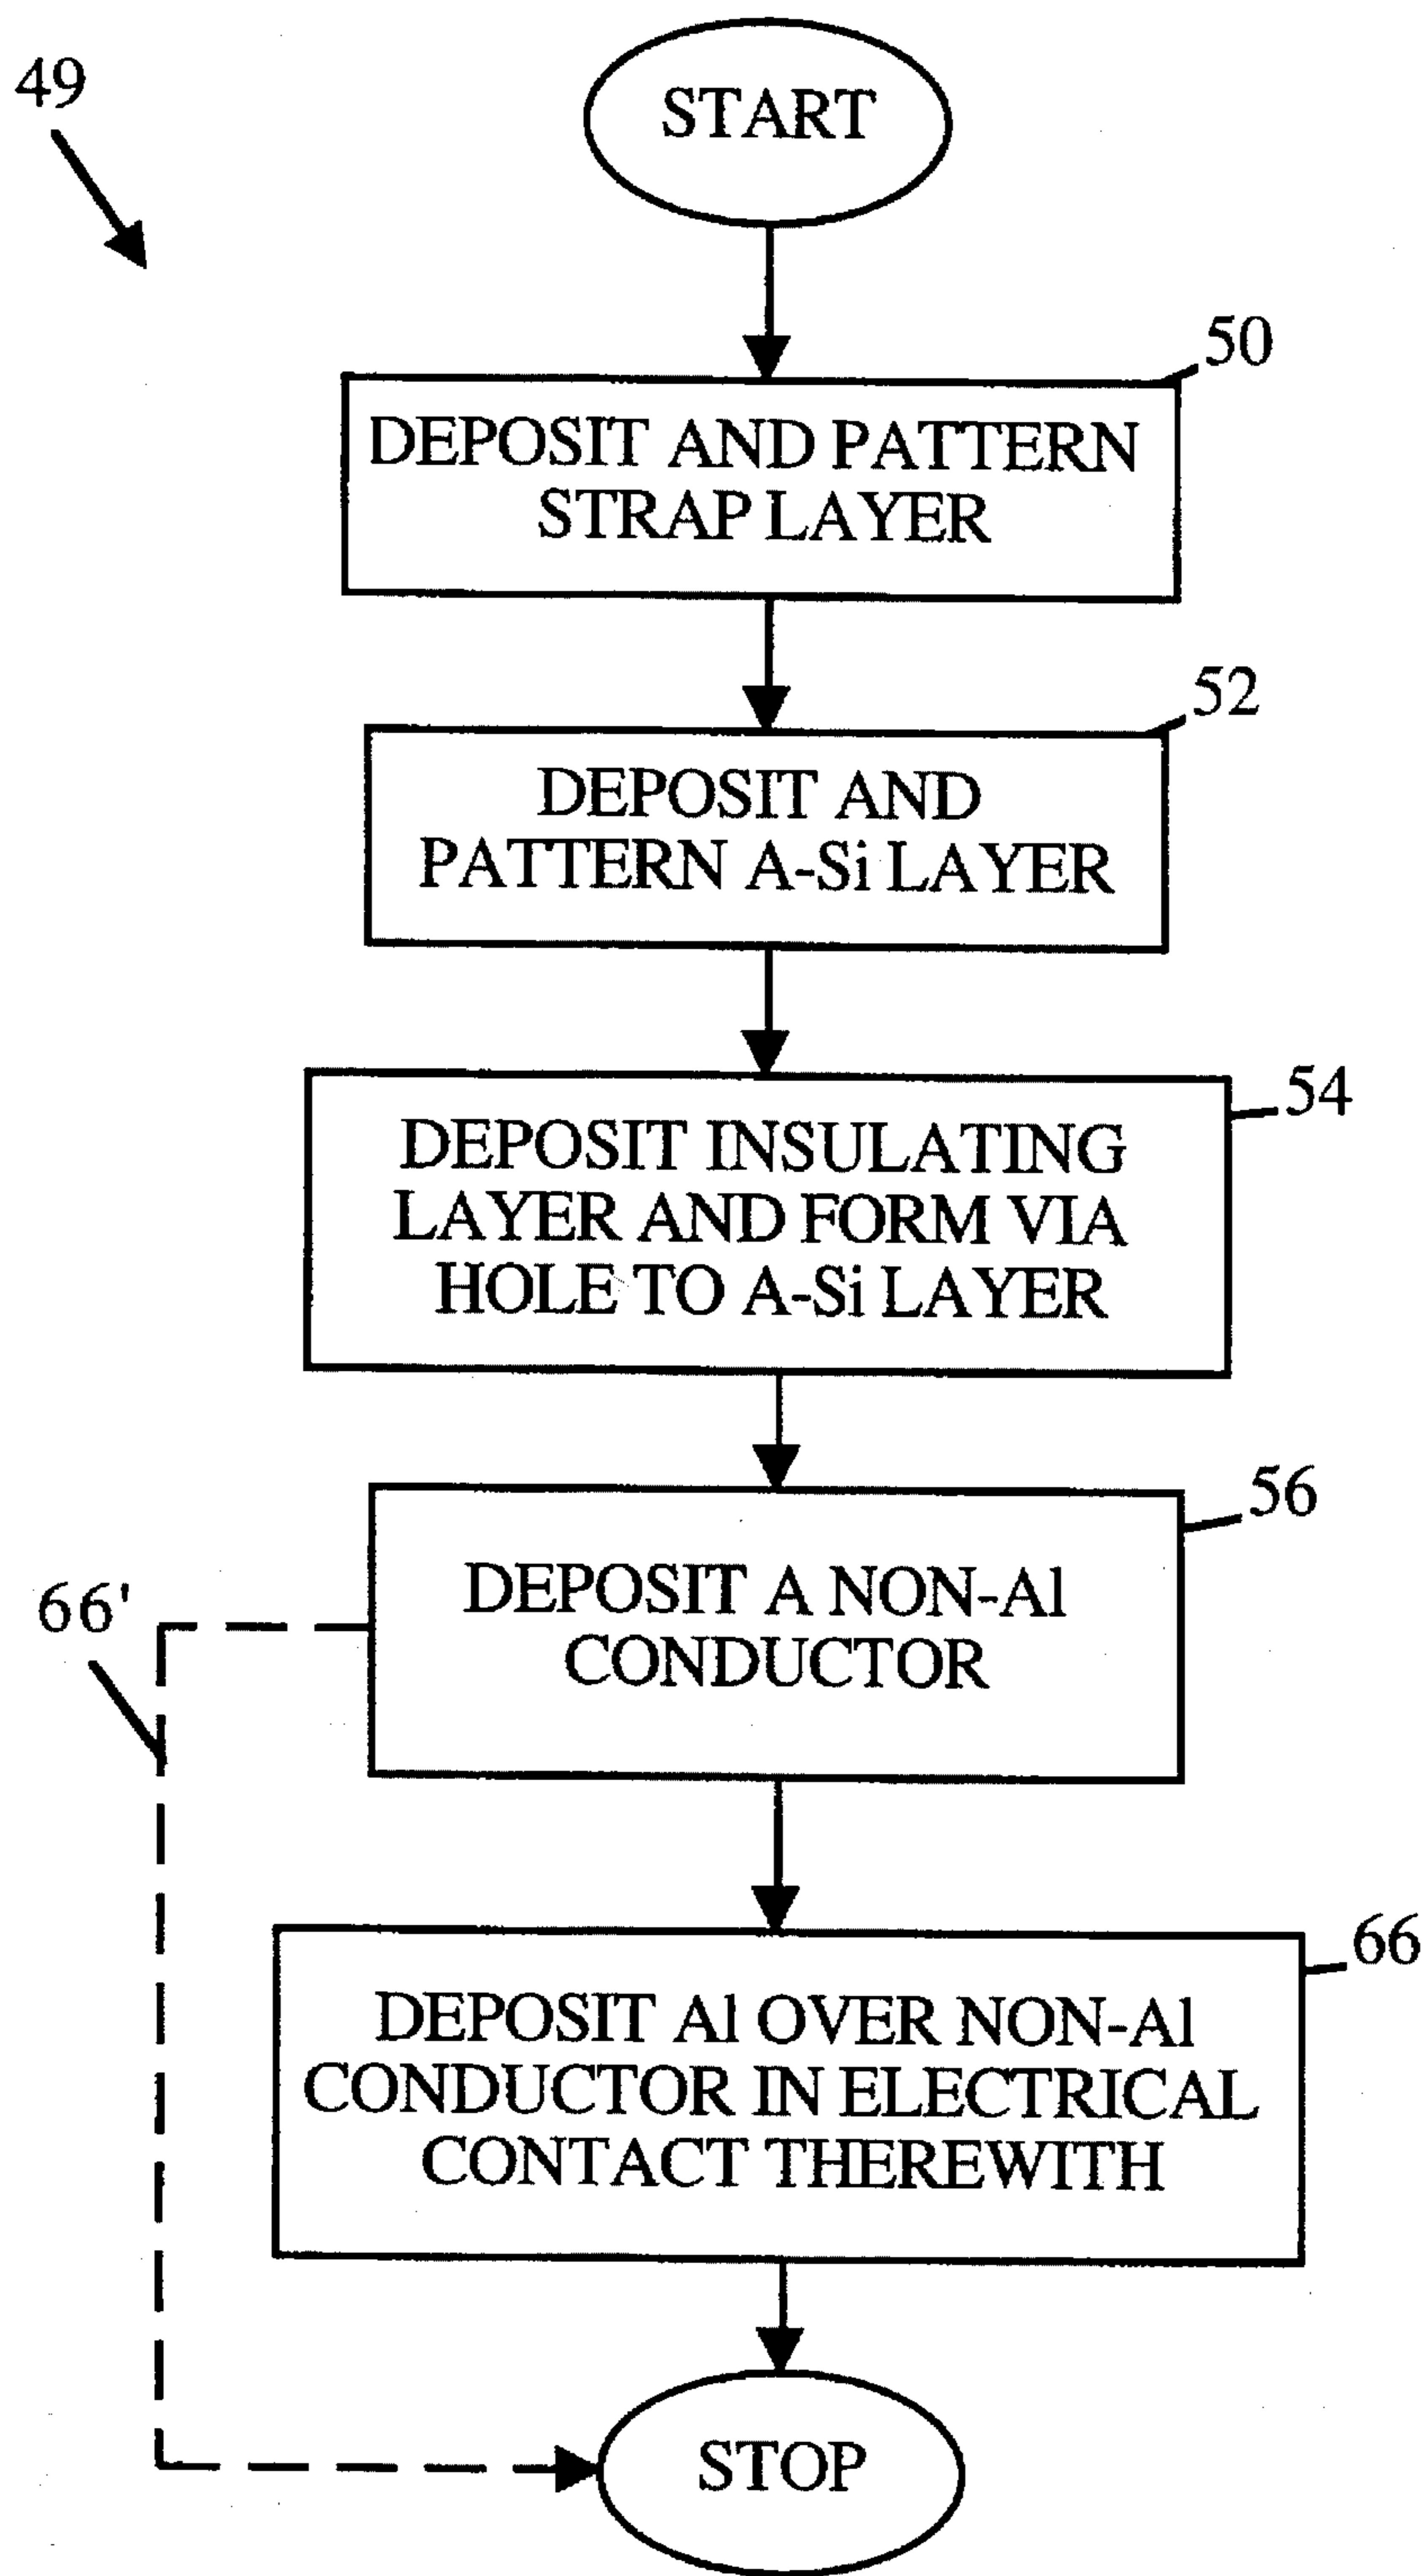 49
START
50
DEPOSIT AND PATTERN
STRAP LAYER
52
DEPOSIT AND
PATTERN A-Si LAYER
54
DEPOSIT INSULATING
LAYER AND FORM VIA
HOLE TO A-Si LAYER
56
DEPOSIT A NON-Al
CONDUCTOR
66'
66
DEPOSIT Al OVER NON-Al
CONDUCTOR IN ELECTRICAL
CONTACT THEREWITH
STOP